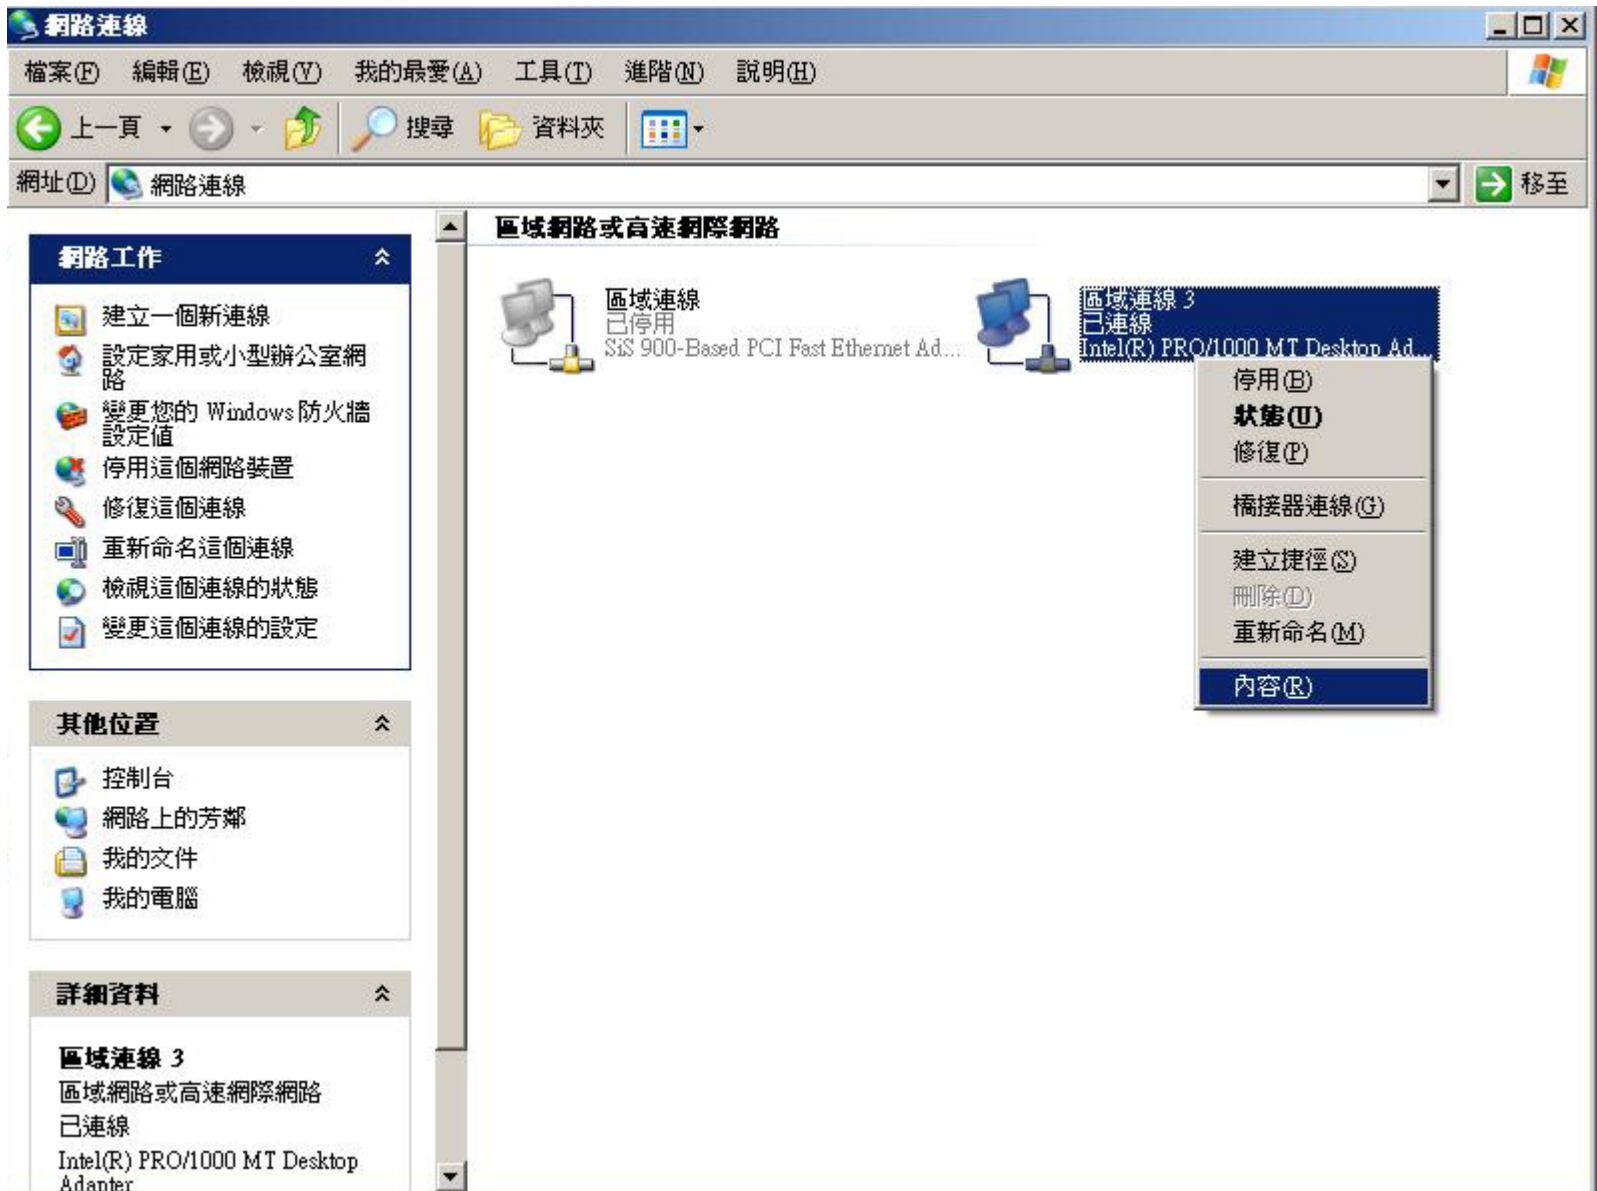 網路連線
檔案(F) 編輯(E) 檢視(V) 我的最愛(A) 工具(T) 進階(N) 說明(H)
上一頁 搜尋 資料夾
網址(D) 網路連線 移至
網路工作
建立一個新連線
設定家用或小型辦公室網
路
變更您的 Windows 防火牆
設定值
停用這個網路裝置
修復這個連線
重新命名這個連線
檢視這個連線的狀態
變更這個連線的設定
其他位置
控制台
網路上的芳鄰
我的文件
我的電腦
詳細資料
區域連線 3
區域網路或高速網際網路
已連線
Intel(R) PRO/1000 MT Desktop
Adapter
區域網路或高速網際網路
區域連線
已停用
SiS 900-Based PCI Fast Ethernet Ad...
區域連線 3
已連線
Intel(R) PRO/1000 MT Desktop Ad...
停用(B)
狀態(U)
修復(P)
橋接器連線(G)
建立捷徑(S)
刪除(D)
重新命名(M)
內容(R)